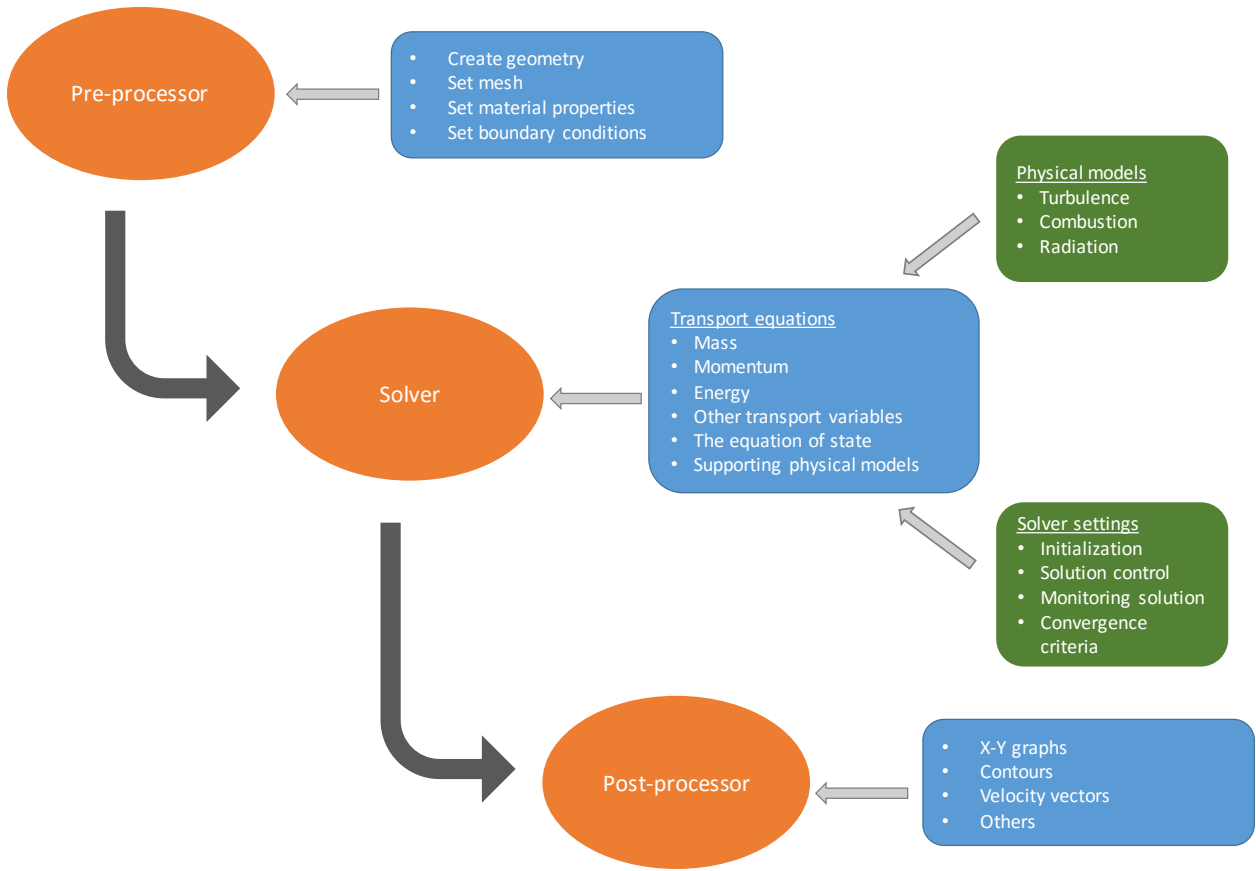 Pre-processor
• Create geometry
• Set mesh
• Set material properties
• Set boundary conditions
Physical models
• Turbulence
• Combustion
• Radiation
Solver
Transport equations
• Mass
• Momentum
• Energy
• Other transport variables
• The equation of state
• Supporting physical models
Solver settings
• Initialization
• Solution control
• Monitoring solution
• Convergence
criteria
Post-processor
• X-Y graphs
• Contours
• Velocity vectors
• Others